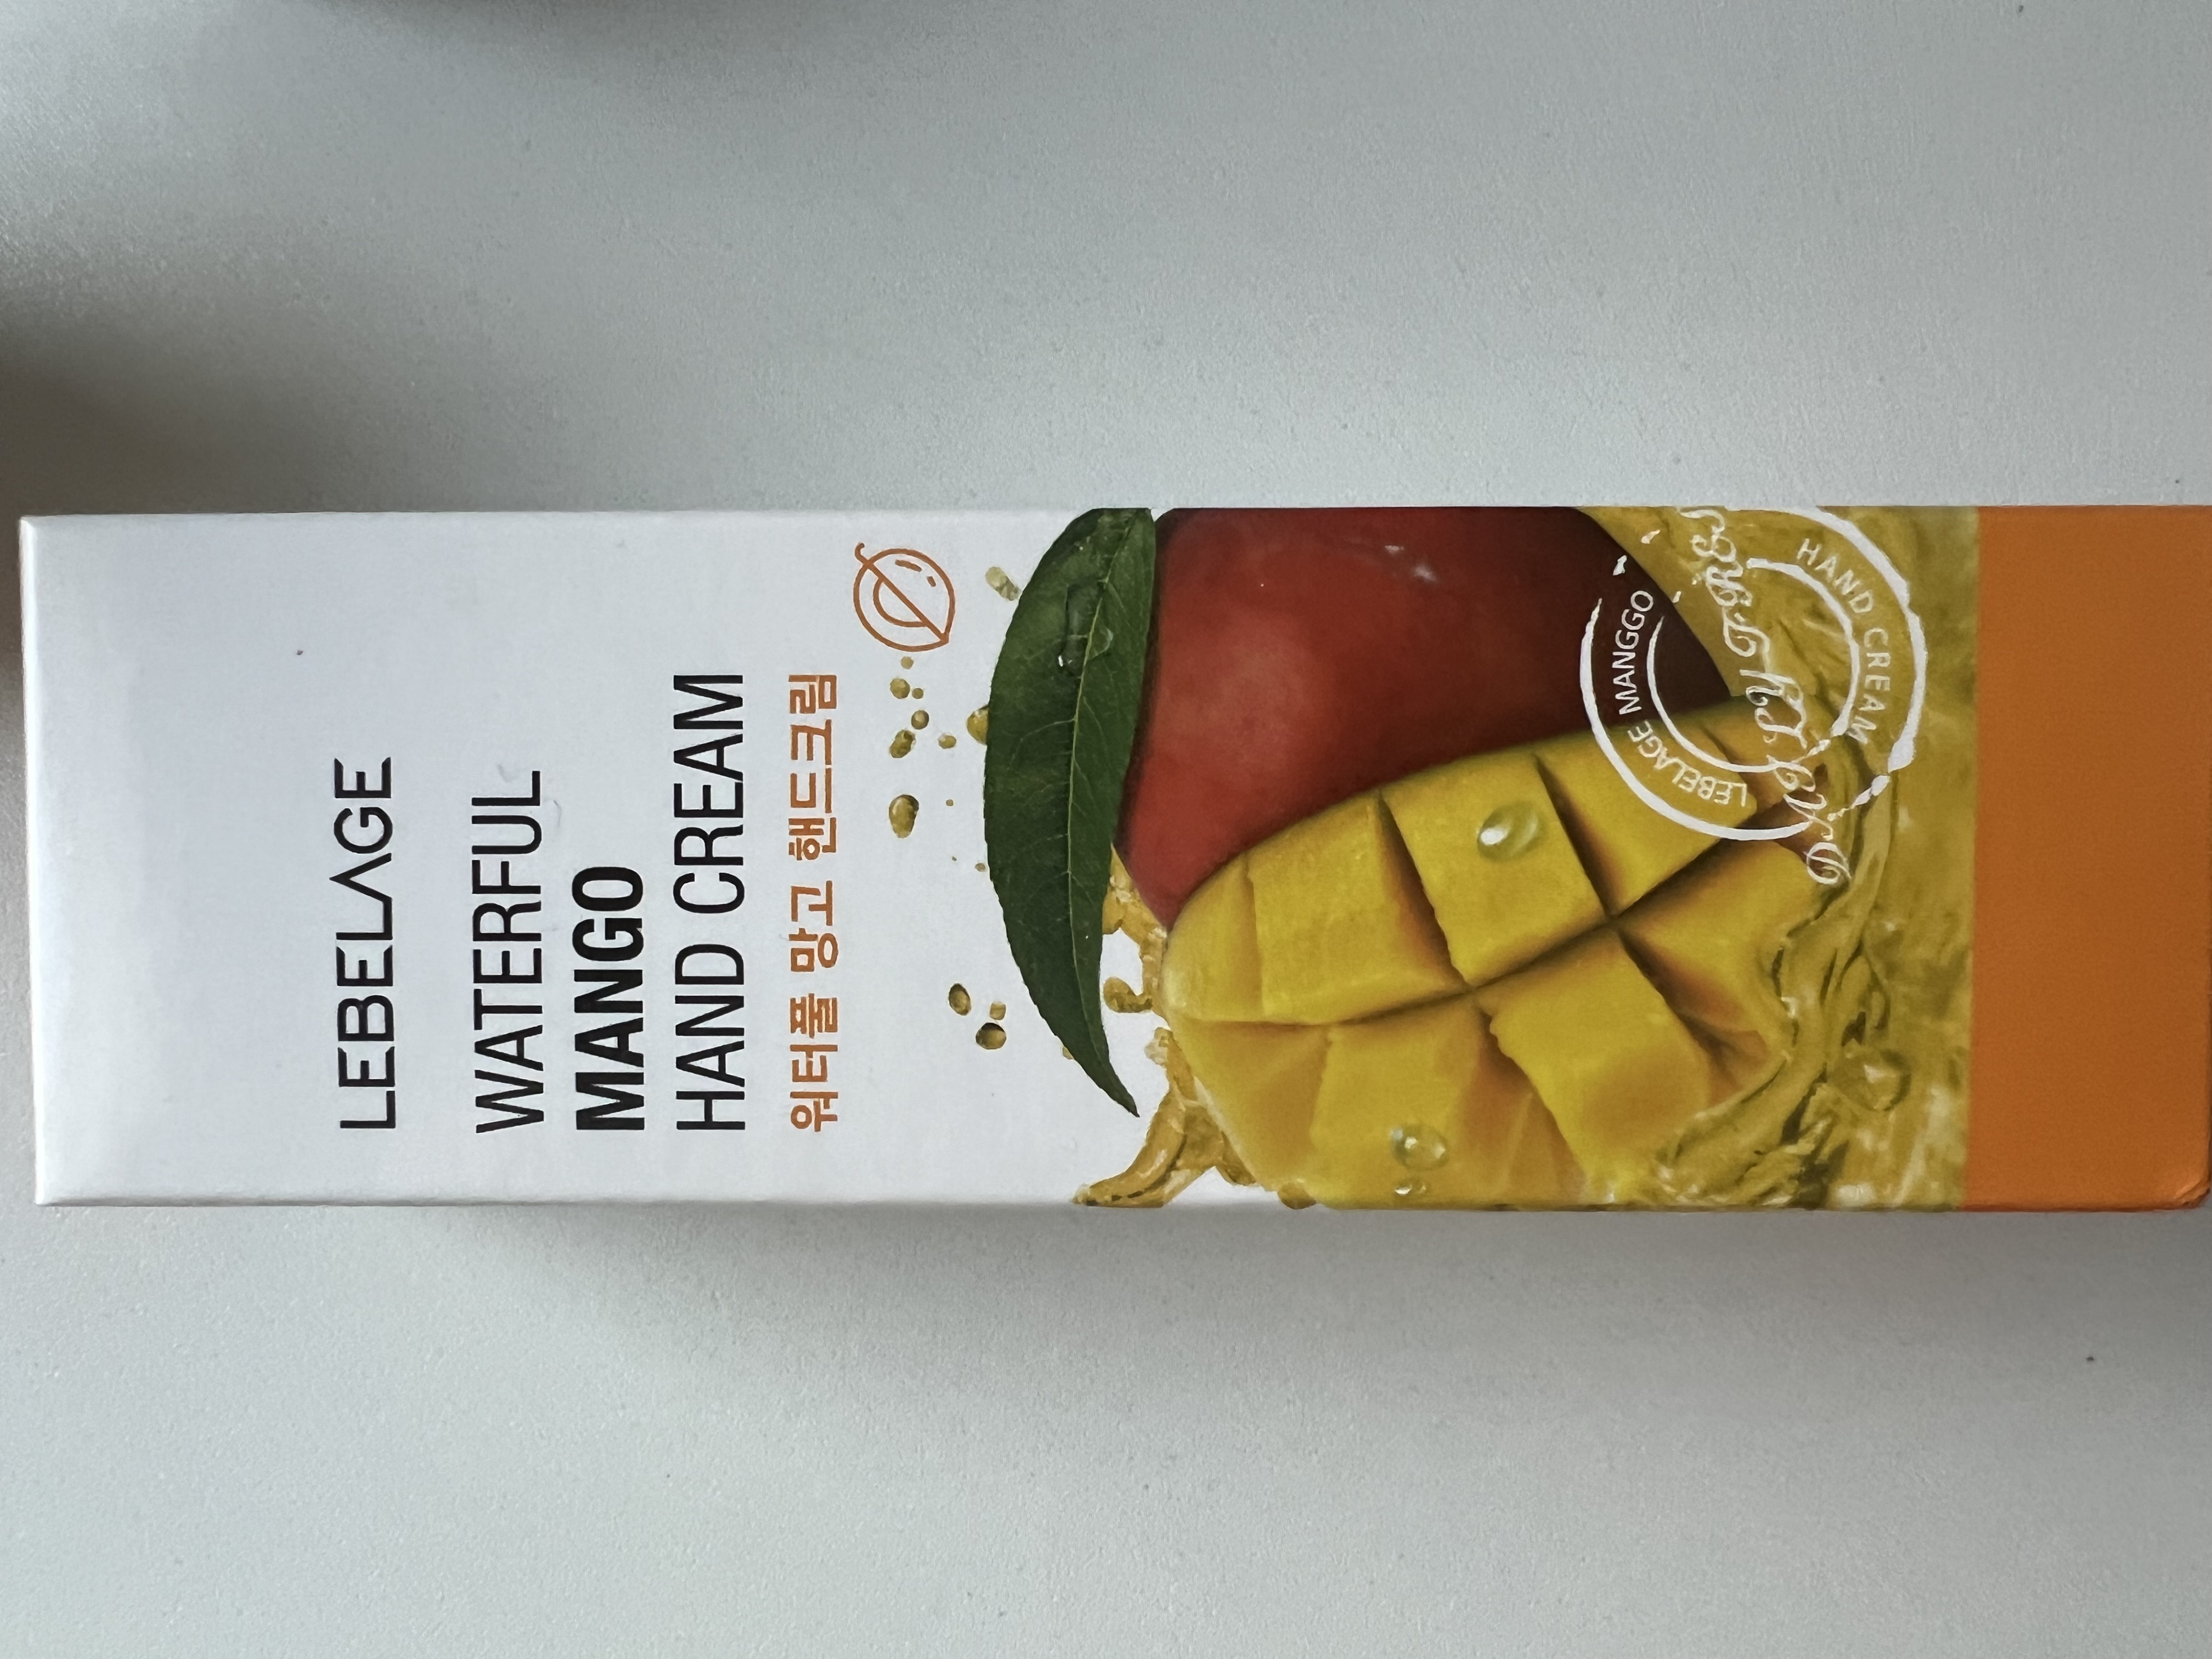 LEBELAGE
WATERFUL
MANGO
HAND CREAM
워터풀 망고 핸드크림
LEBELAGE MANGGO
HAND CREAM